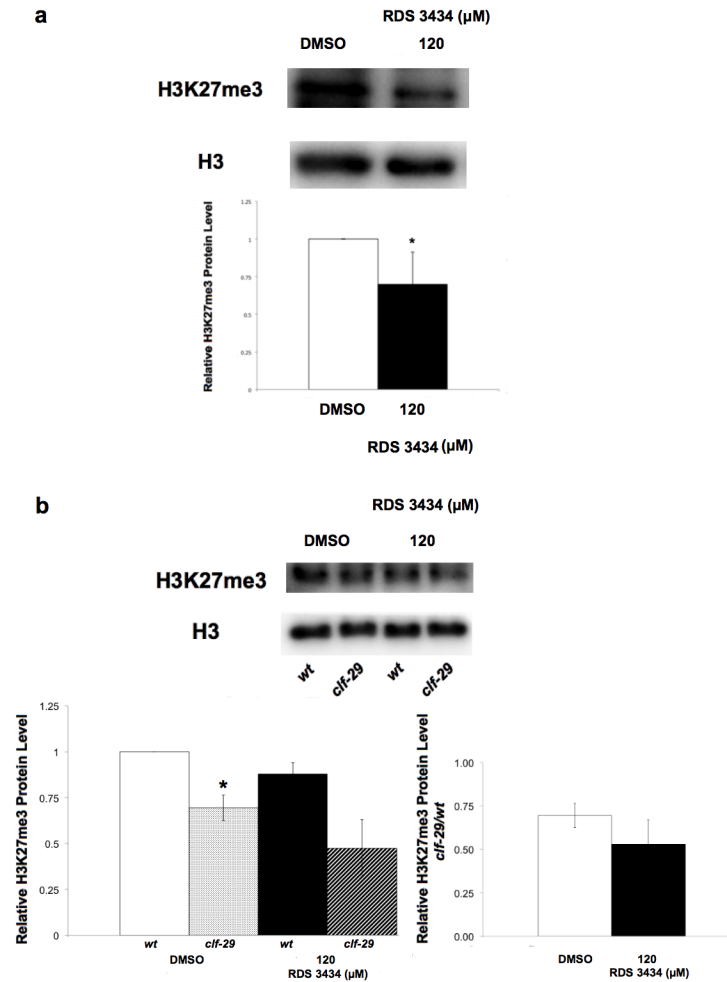 a
RDS 3434 (µM)
DMSO 120
H3K27me3
H3
Relative H3K27me3 Protein Level
1.25
1
0.75
0.5
0.25
0
*
DMSO 120
RDS 3434 (µM)
b
RDS 3434 (µM)
DMSO 120
H3K27me3
H3
wt clf-29 wt clf-29
Relative H3K27me3 Protein Level
1.25
1
0.75
0.5
0.25
0
*
wt clf-29 wt clf-29
DMSO 120
RDS 3434 (µM)
Relative H3K27me3 Protein Level
clf-29/wt
1.00
0.75
0.50
0.25
0.00
DMSO 120
RDS 3434 (µM)